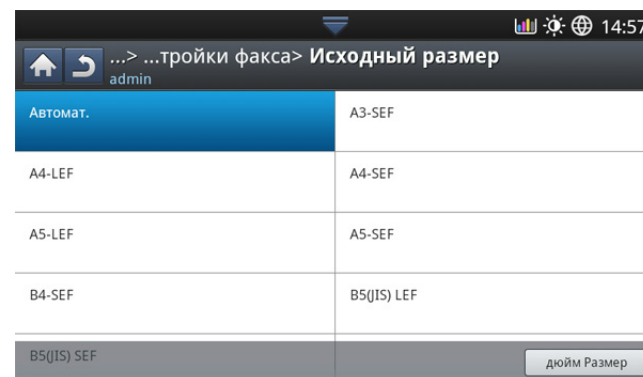 14:57
...> ...тройки факса> Исходный размер
admin
Автомат.
A3-SEF
A4-LEF
A4-SEF
A5-LEF
A5-SEF
B4-SEF
B5(JIS) LEF
B5(JIS) SEF
дюйм Размер